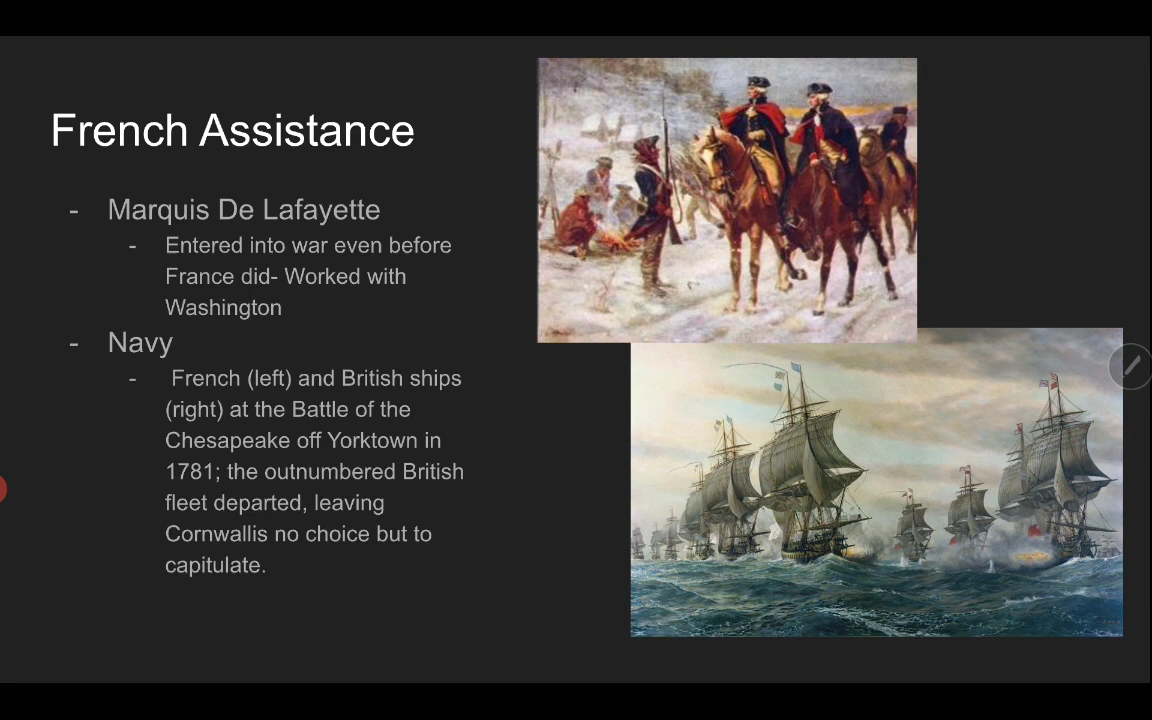 French Assistance
- Marquis De Lafayette
- Entered into war even before
France did- Worked with
Washington
- Navy
- French (left) and British ships
(right) at the Battle of the
Chesapeake off Yorktown in
1781; the outnumbered British
fleet departed, leaving
Cornwallis no choice but to
capitulate.